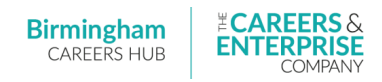 Birmingham
CAREERS HUB
THE CAREERS &
ENTERPRISE
COMPANY